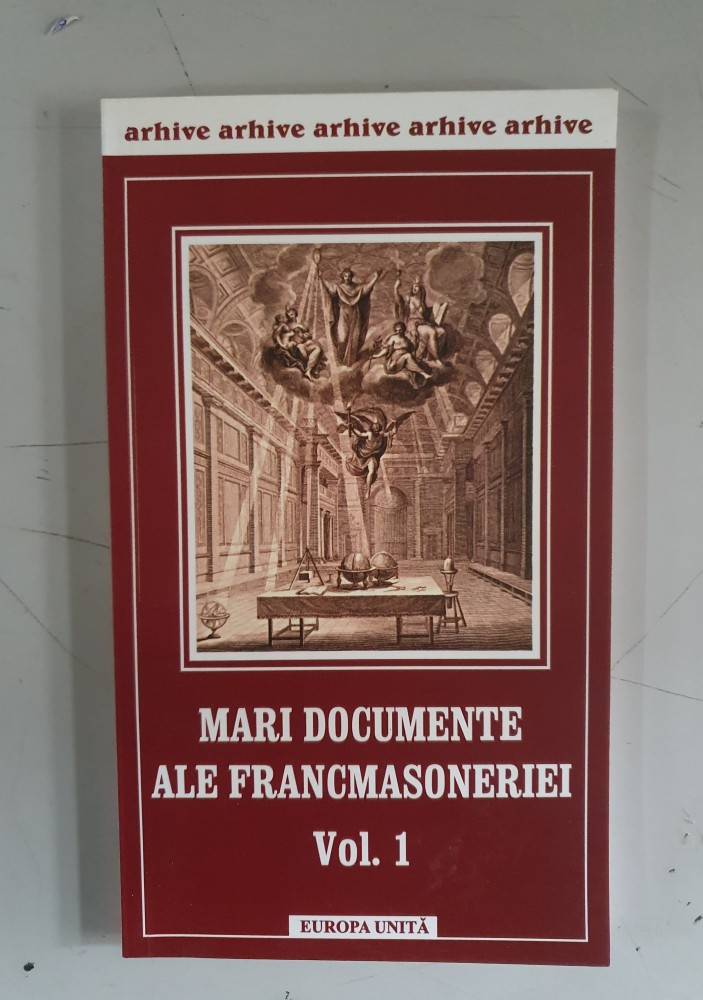 arhive arhive arhive arhive arhive
MARI DOCUMENTE
ALE FRANCMASONERIEI
Vol. 1
EUROPA UNITĂ